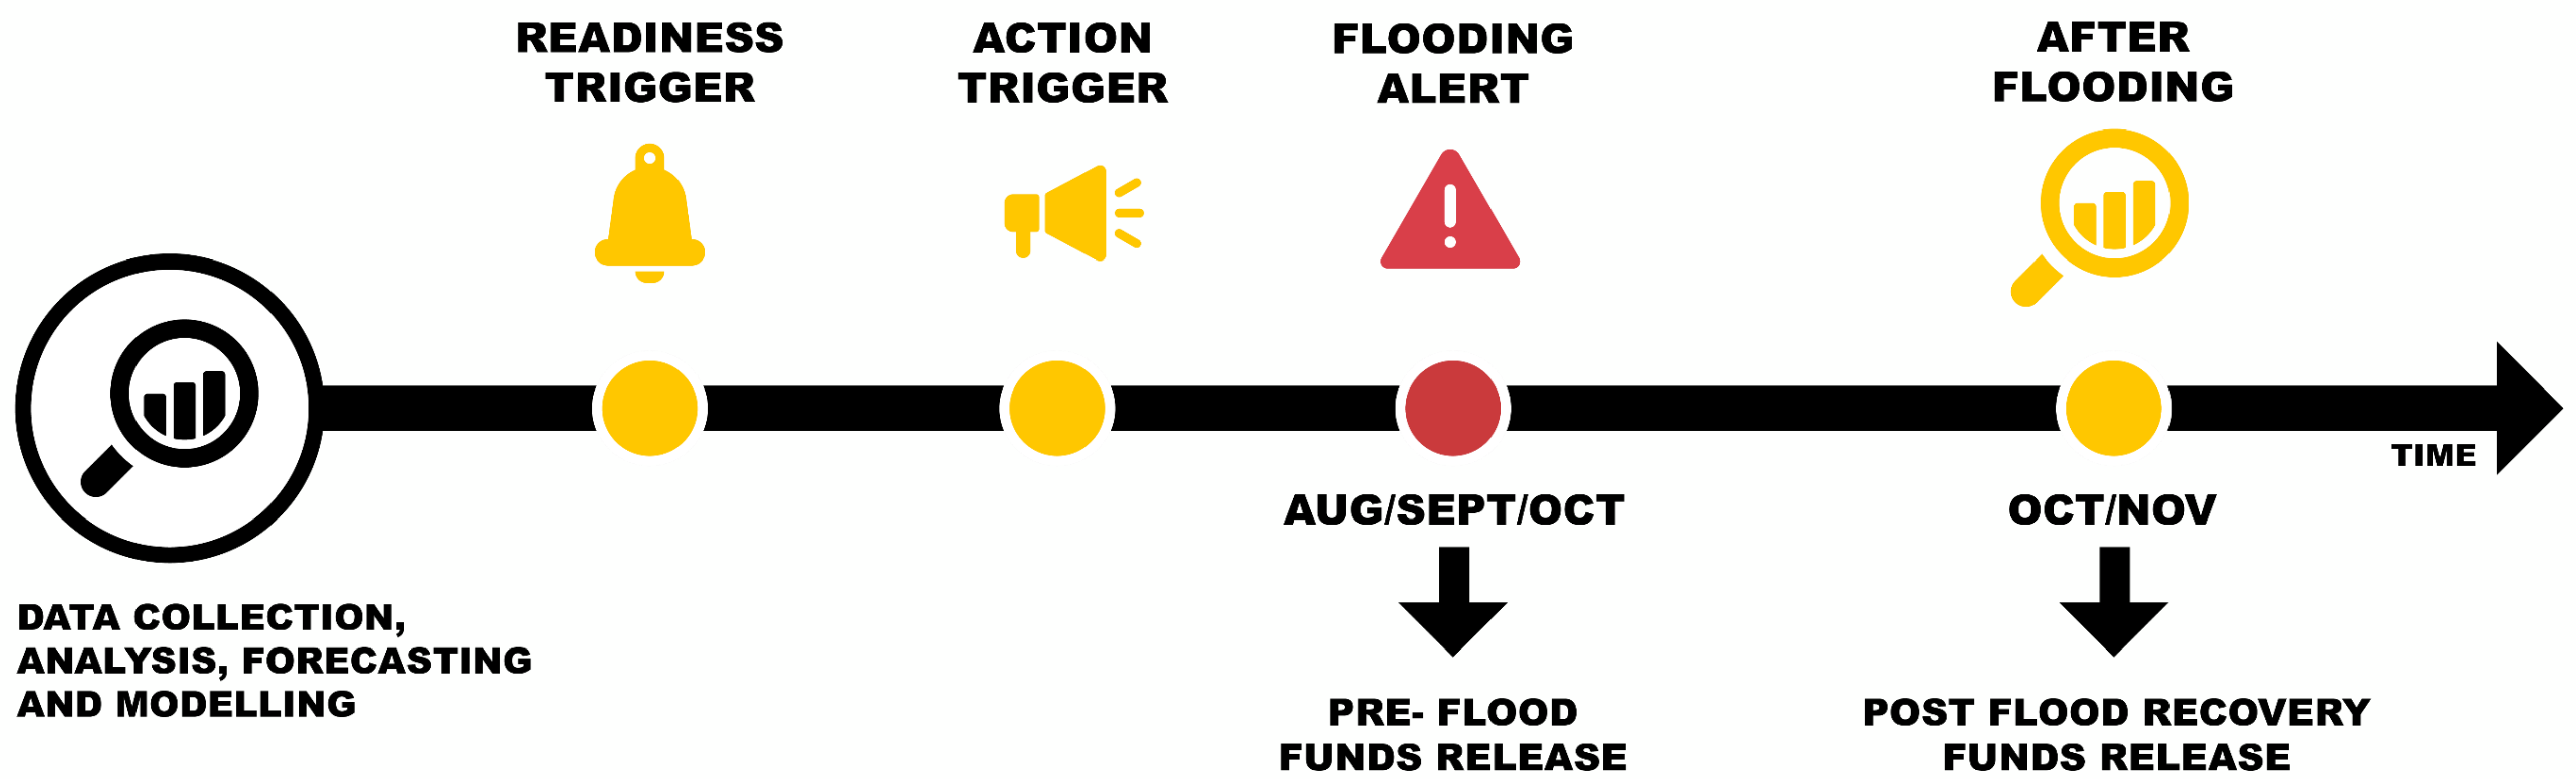 READINESS
TRIGGER
ACTION
TRIGGER
FLOODING
ALERT
AFTER
FLOODING
TIME
AUG/SEPT/OCT
OCT/NOV
DATA COLLECTION,
ANALYSIS, FORECASTING
AND MODELLING
PRE- FLOOD
FUNDS RELEASE
POST FLOOD RECOVERY
FUNDS RELEASE